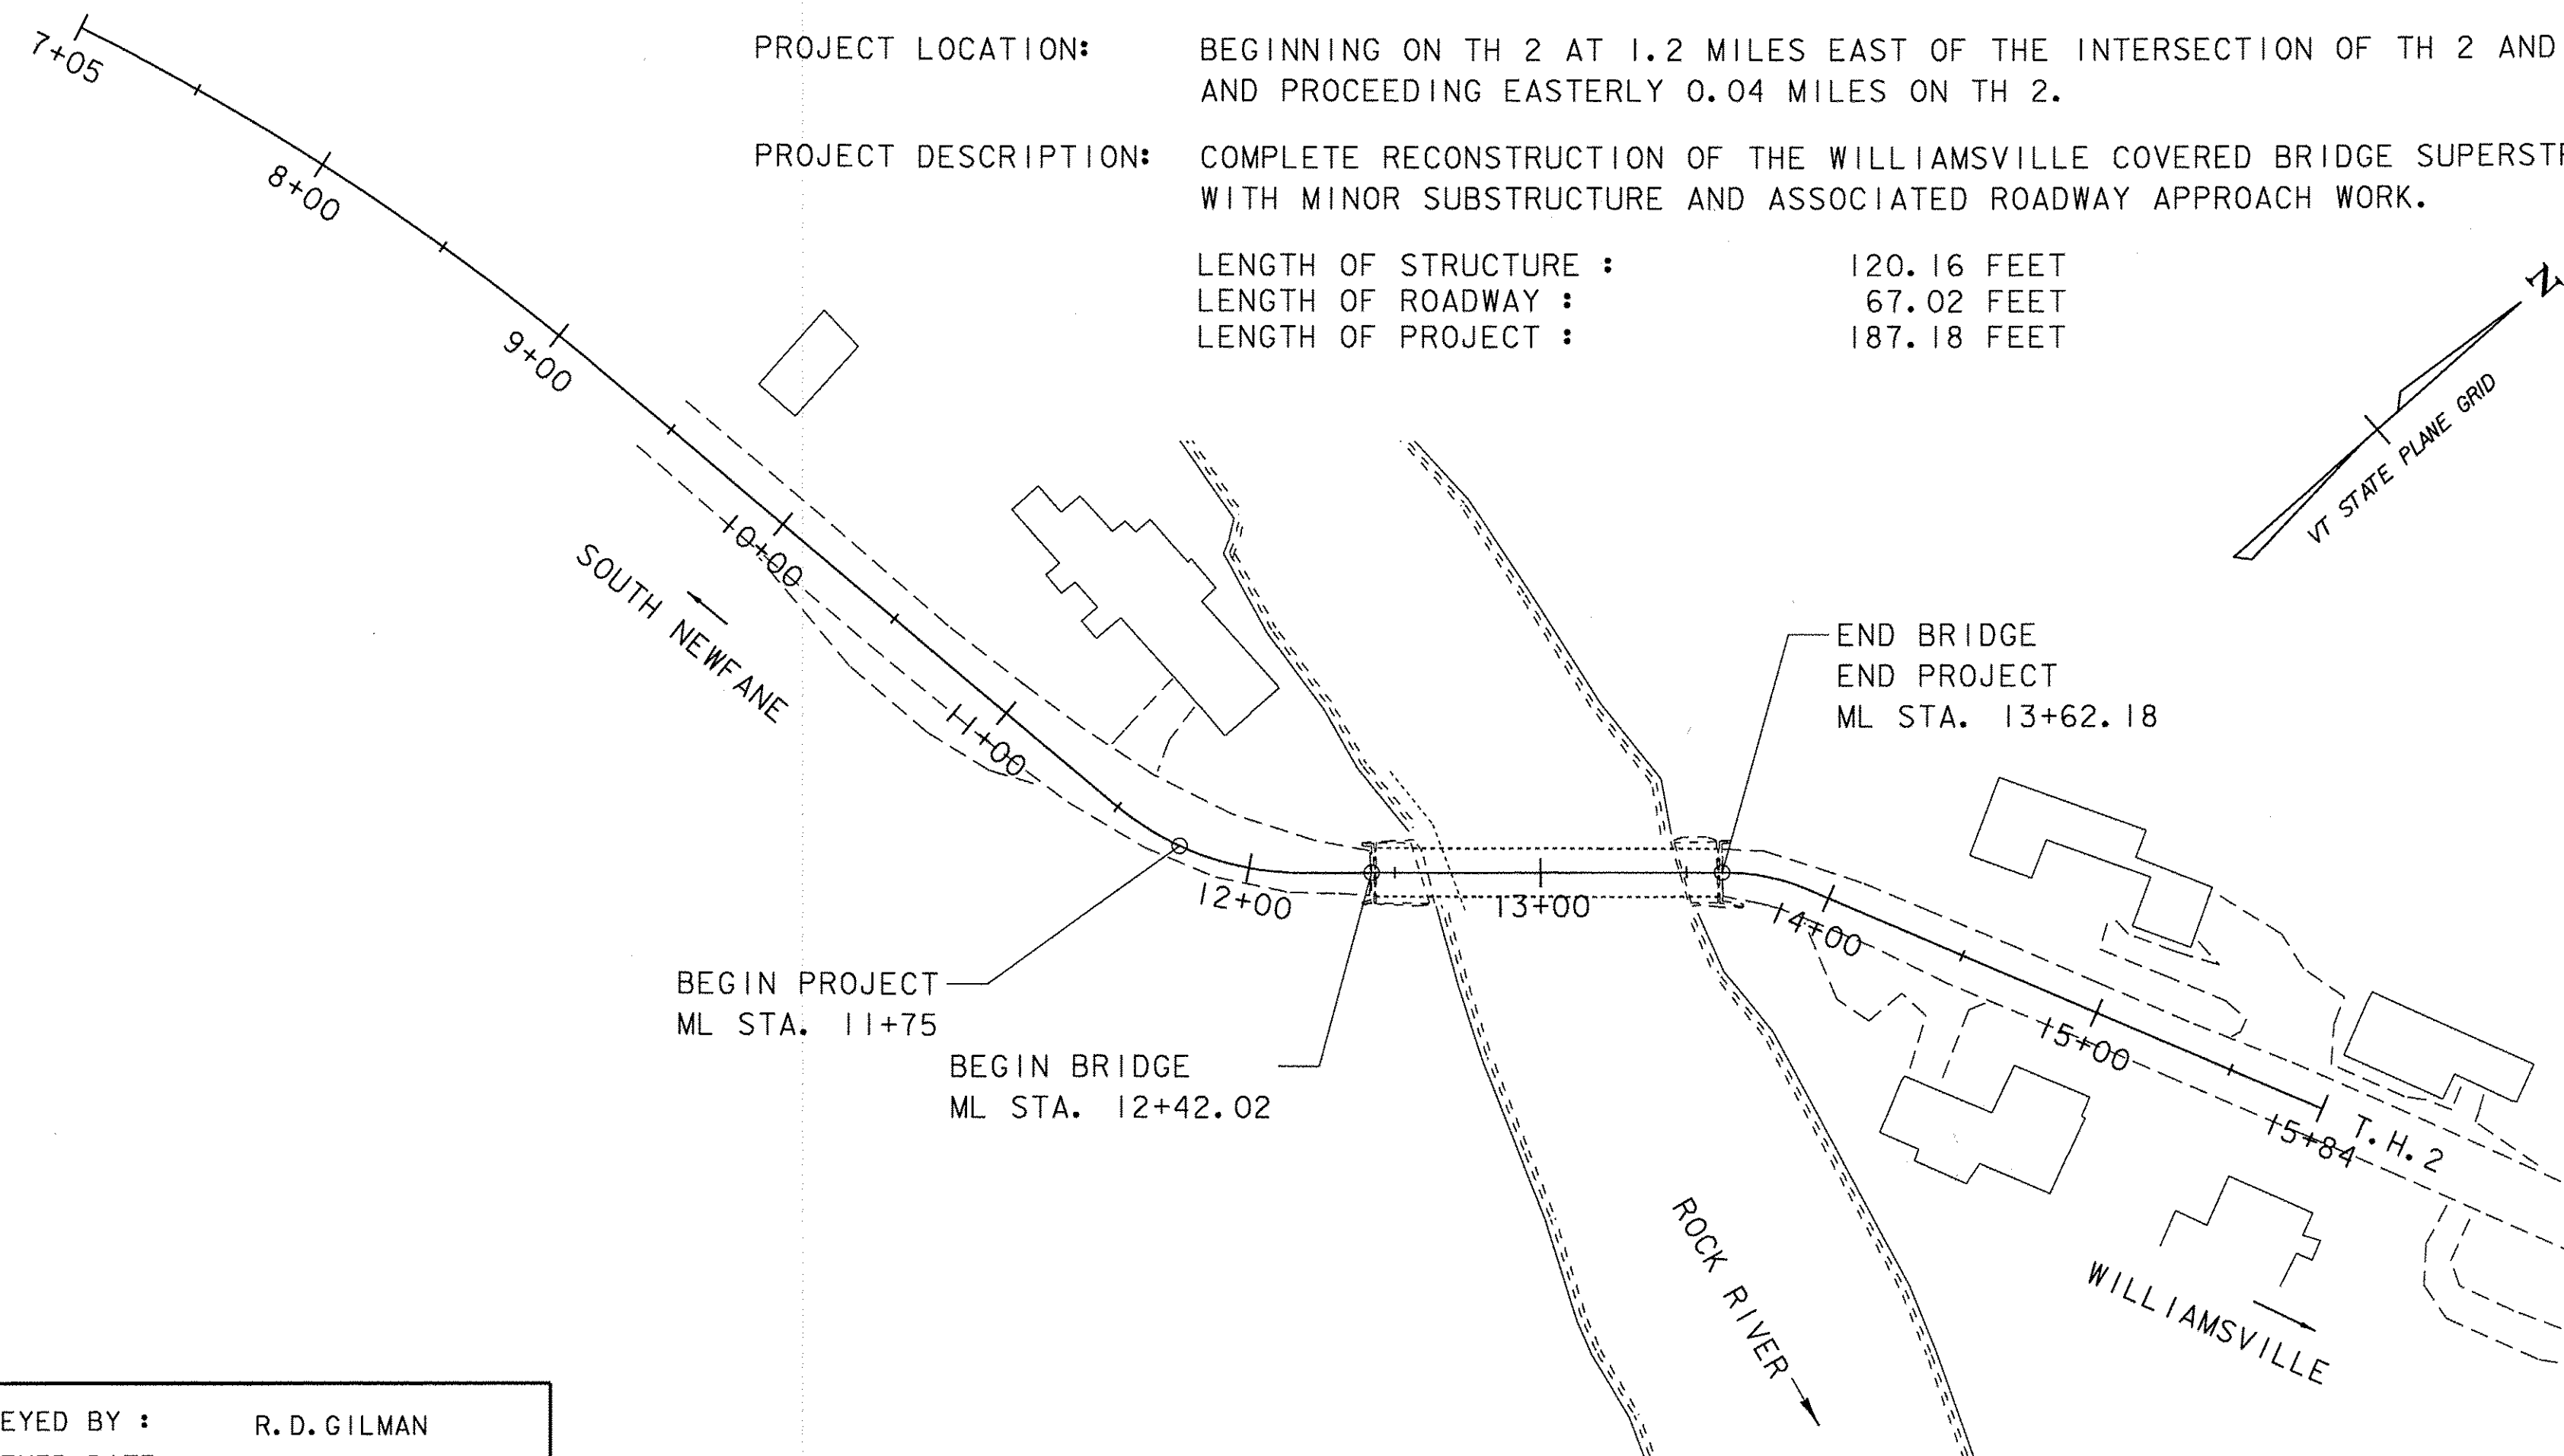 PROJECT LOCATION: BEGINNING ON TH 2 AT 1.2 MILES EAST OF THE INTERSECTION OF TH 2 AND
AND PROCEEDING EASTERLY 0.04 MILES ON TH 2.
PROJECT DESCRIPTION: COMPLETE RECONSTRUCTION OF THE WILLIAMSVILLE COVERED BRIDGE
WITH MINOR SUBSTRUCTURE AND ASSOCIATED ROADWAY APPROACH WORK.
LENGTH OF STRUCTURE : 120.16 FEET
LENGTH OF ROADWAY : 67.02 FEET
LENGTH OF PROJECT : 187.18 FEET
N
VT STATE PLANE GRID
7+05
8+00
9+00
10+00
SOUTH NEWFANE
11+00
12+00
13+00
14+00
15+00
15+84
T.H.2
END BRIDGE
END PROJECT
ML STA. 13+62.18
BEGIN PROJECT
ML STA. 11+75
BEGIN BRIDGE
ML STA. 12+42.02
ROCK RIVER
WILLIAMSVILLE
EYED BY : R.D.GILMAN